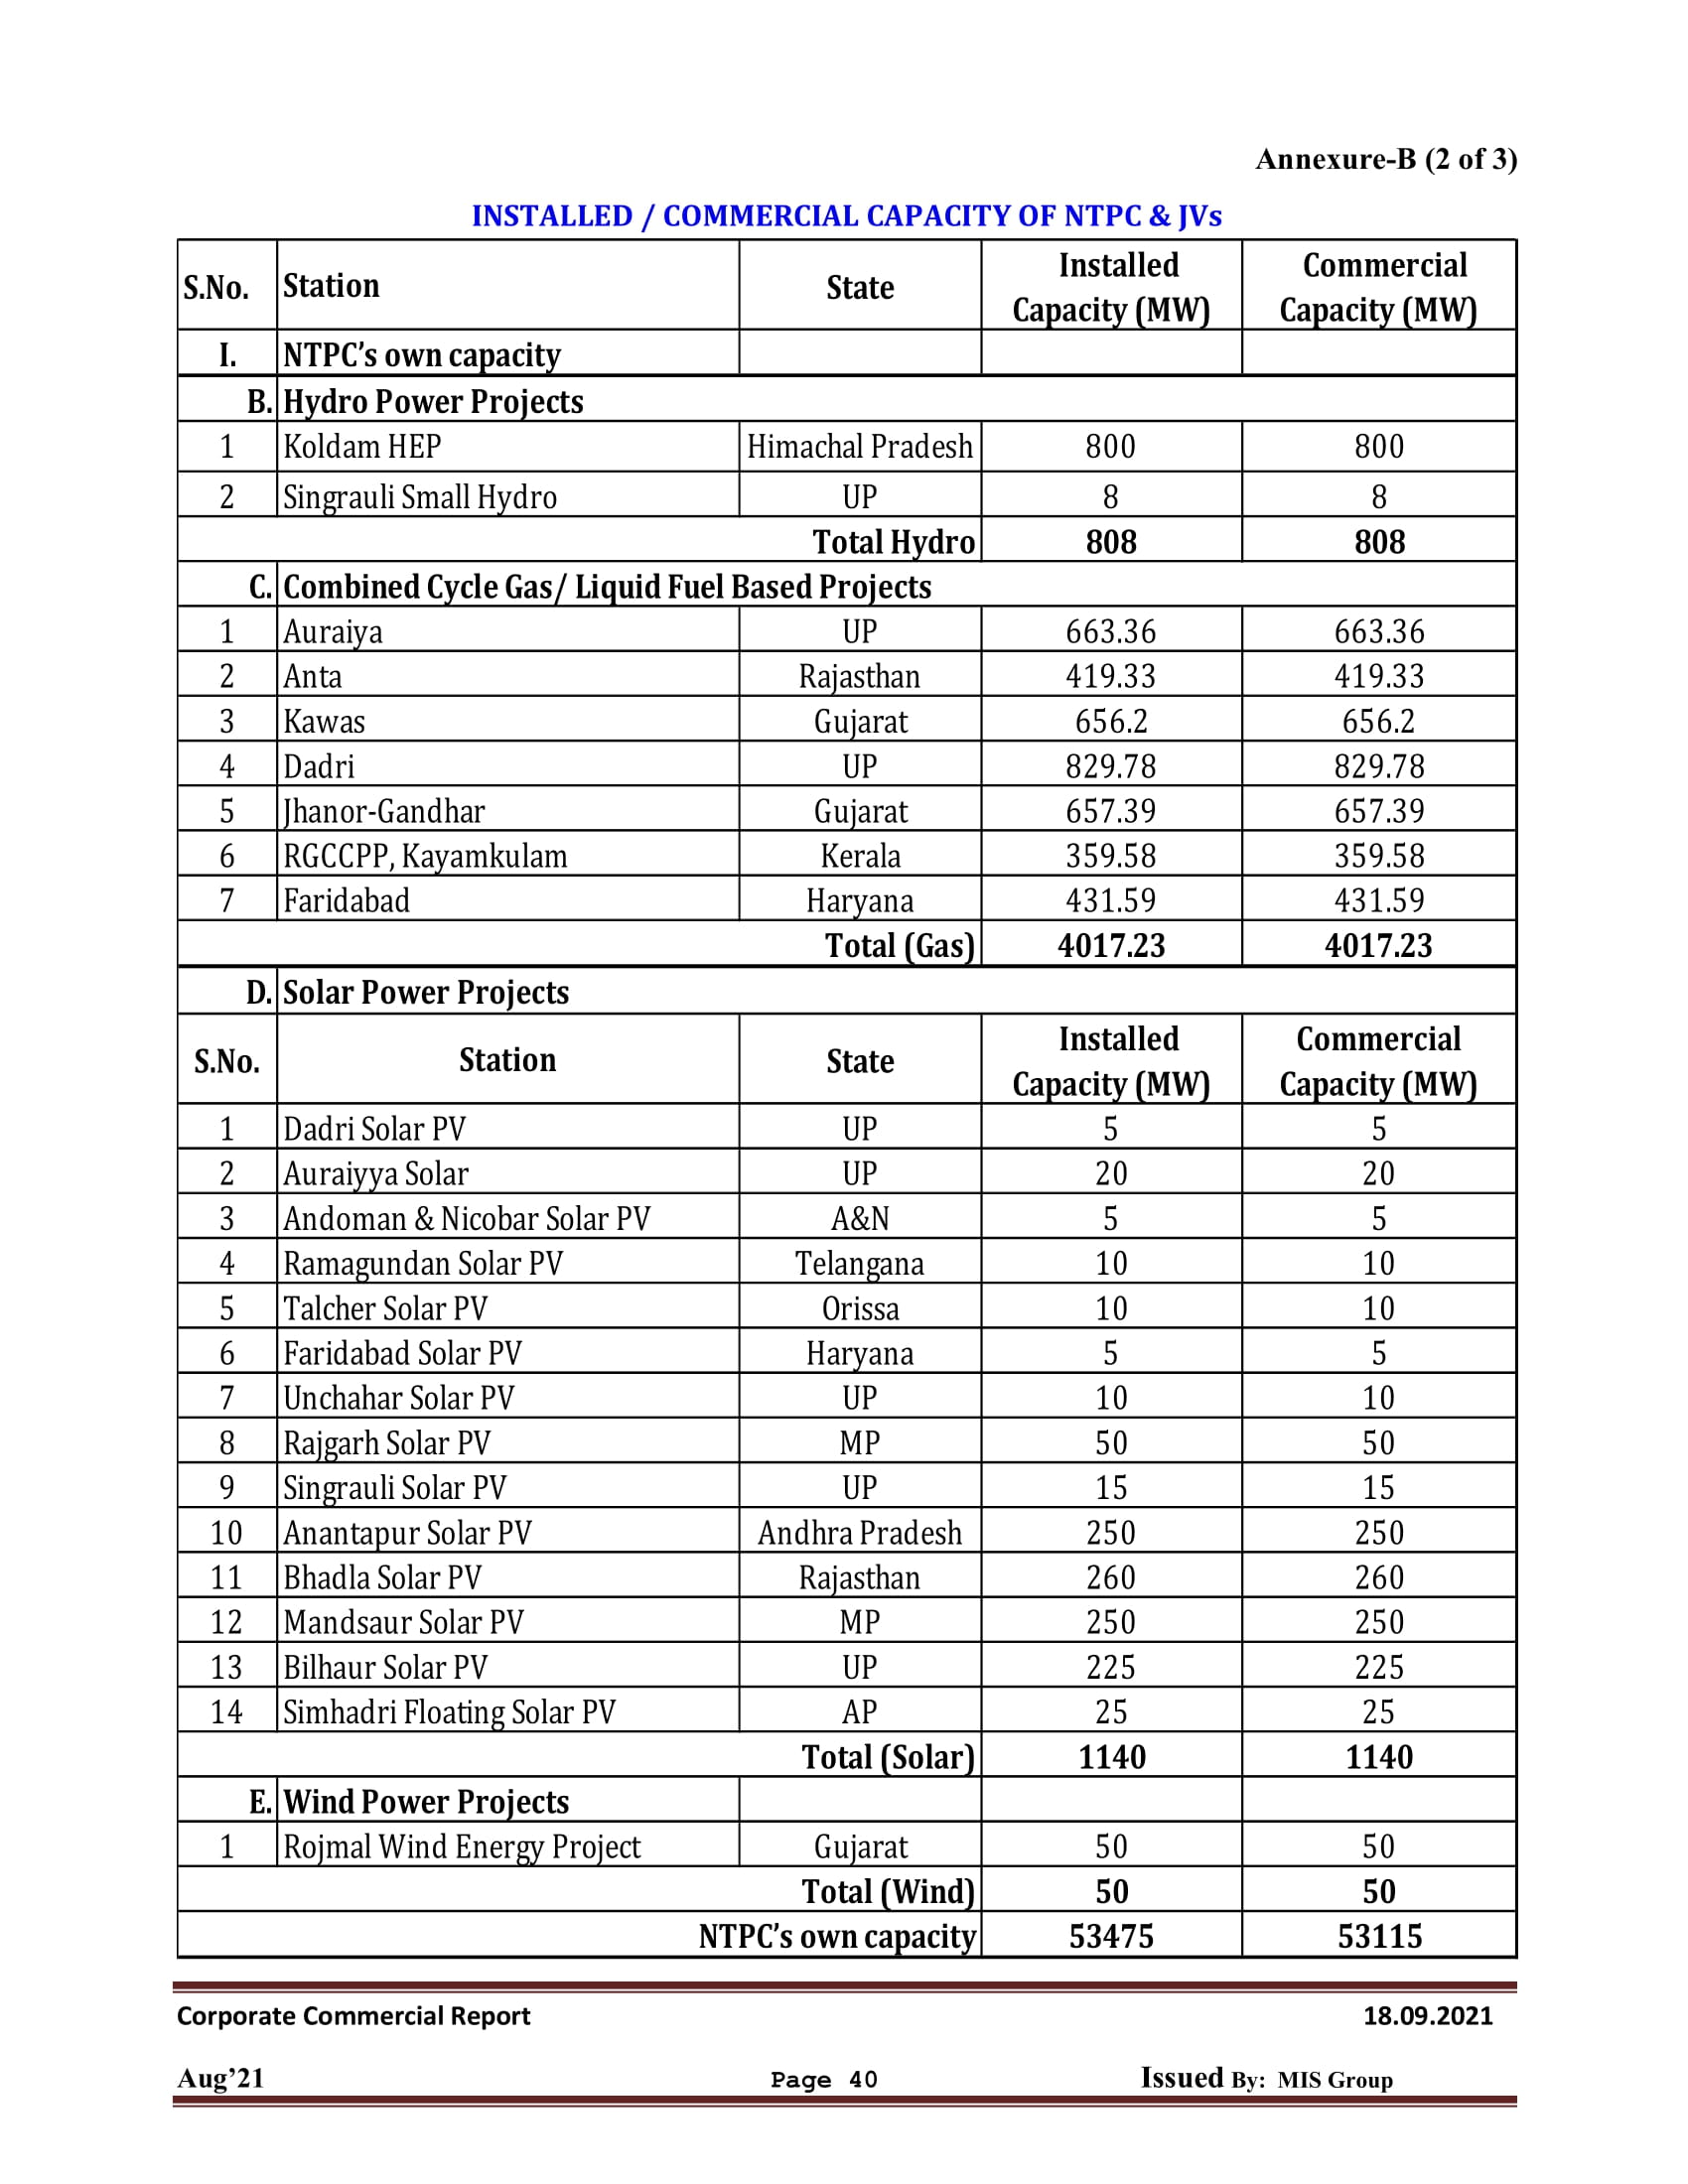 Annexure-B (2 of 3)
INSTALLED / COMMERCIAL CAPACITY OF NTPC & JVs
S.No. Station State Installed Capacity (MW) Commercial Capacity (MW)
I. NTPC’s own capacity
B. Hydro Power Projects
1 Koldam HEP Himachal Pradesh 800 800
2 Singrauli Small Hydro UP 8 8
Total Hydro 808 808
C. Combined Cycle Gas/ Liquid Fuel Based Projects
1 Auraiya UP 663.36 663.36
2 Anta Rajasthan 419.33 419.33
3 Kawas Gujarat 656.2 656.2
4 Dadri UP 829.78 829.78
5 Jhanor-Gandhar Gujarat 657.39 657.39
6 RGCCPP, Kayamkulam Kerala 359.58 359.58
7 Faridabad Haryana 431.59 431.59
Total (Gas) 4017.23 4017.23
D. Solar Power Projects
S.No. Station State Installed Capacity (MW) Commercial Capacity (MW)
1 Dadri Solar PV UP 5 5
2 Auraiyya Solar UP 20 20
3 Andoman & Nicobar Solar PV A&N 5 5
4 Ramagundan Solar PV Telangana 10 10
5 Talcher Solar PV Orissa 10 10
6 Faridabad Solar PV Haryana 5 5
7 Unchahar Solar PV UP 10 10
8 Rajgarh Solar PV MP 50 50
9 Singrauli Solar PV UP 15 15
10 Anantapur Solar PV Andhra Pradesh 250 250
11 Bhadla Solar PV Rajasthan 260 260
12 Mandsaur Solar PV MP 250 250
13 Bilhaur Solar PV UP 225 225
14 Simhadri Floating Solar PV AP 25 25
Total (Solar) 1140 1140
E. Wind Power Projects
1 Rojmal Wind Energy Project Gujarat 50 50
Total (Wind) 50 50
NTPC’s own capacity 53475 53115
Corporate Commercial Report 18.09.2021
Aug’21 Page 40 Issued By: MIS Group